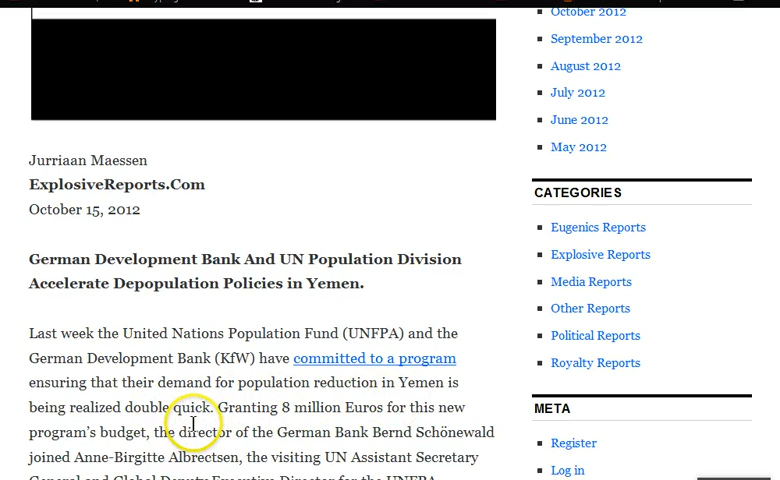 Jurriaan Maessen
ExplosiveReports.Com
October 15, 2012
German Development Bank And UN Population Division
Accelerate Depopulation Policies in Yemen.
Last week the United Nations Population Fund (UNFPA) and the
German Development Bank (KfW) have committed to a program
ensuring that their demand for population reduction in Yemen is
being realized double quick. Granting 8 million Euros for this new
program's budget, the director of the German Bank Bernd Schönewald
joined Anne-Birgitte Albrectsen, the visiting UN Assistant Secretary
General and Global Deputy Executive Director for the UNFPA
October 2012
September 2012
August 2012
July 2012
June 2012
May 2012
CATEGORIES
Eugenics Reports
Explosive Reports
Media Reports
Other Reports
Political Reports
Royalty Reports
META
Register
Log in